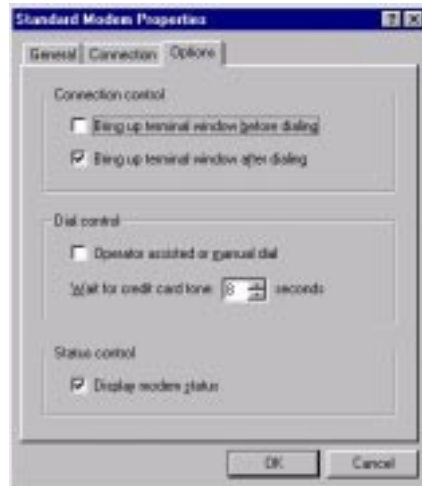 Standard Modem Properties
General Connection Options
Connection control
Bring up terminal window before dialing
Bring up terminal window after dialing
Dial control
Operator assisted or manual dial
Wait for credit card tone: 8 seconds
Status control
Display modem status
OK Cancel